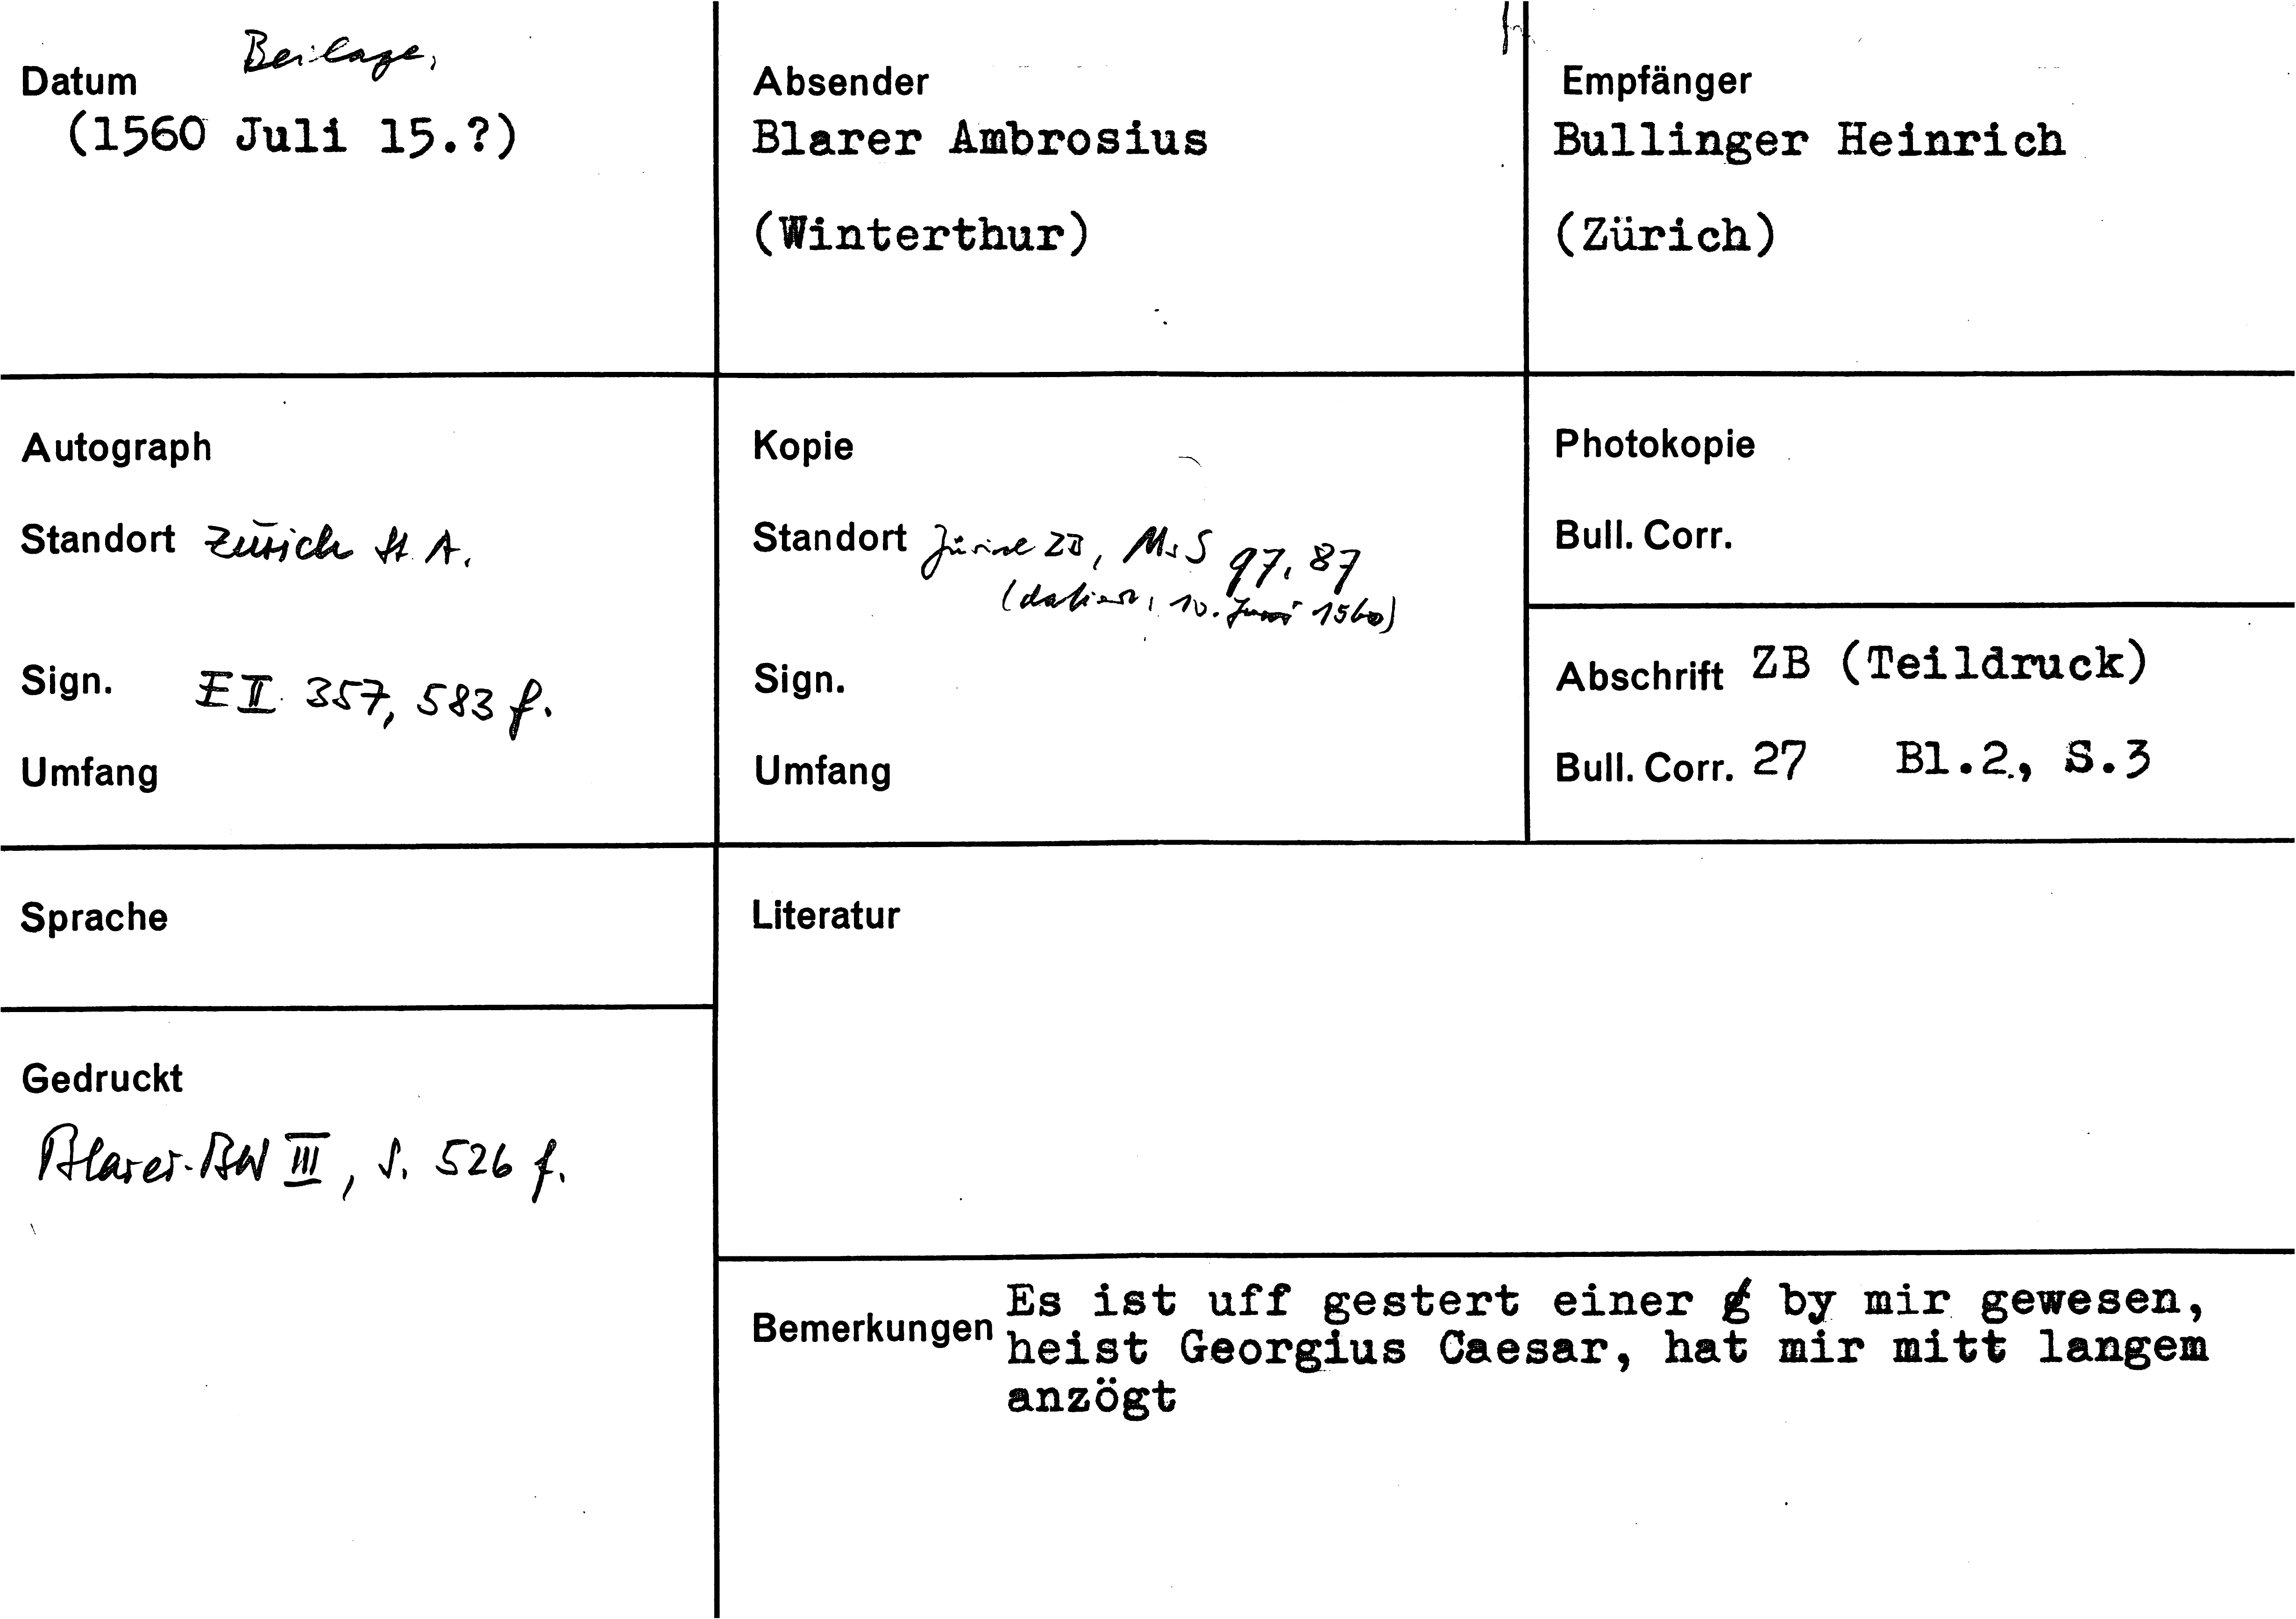 Datum Beilage.
(1560 Juli 15.?)
Absender
Blarer Ambrosius
(Winterthur)
Empfänger
Bullinger Heinrich
(Zürich)
Autograph
Standort Zürich St. A.
Sign. E II 357, 583 f.
Umfang
Kopie
Standort Zürich ZB, Ms S 97, 87
(datiert, 10. Juni 1560)
Sign.
Umfang
Photokopie
Bull. Corr.
Abschrift ZB (Teildruck)
Bull. Corr. 27 Bl.2, S.3
Sprache
Gedruckt
Blarer-BW III, S. 526 f.
Literatur
Bemerkungen
Es ist uff gestert einer g by mir gewesen,
heist Georgius Caesar, hat mir mitt langem
anzögt